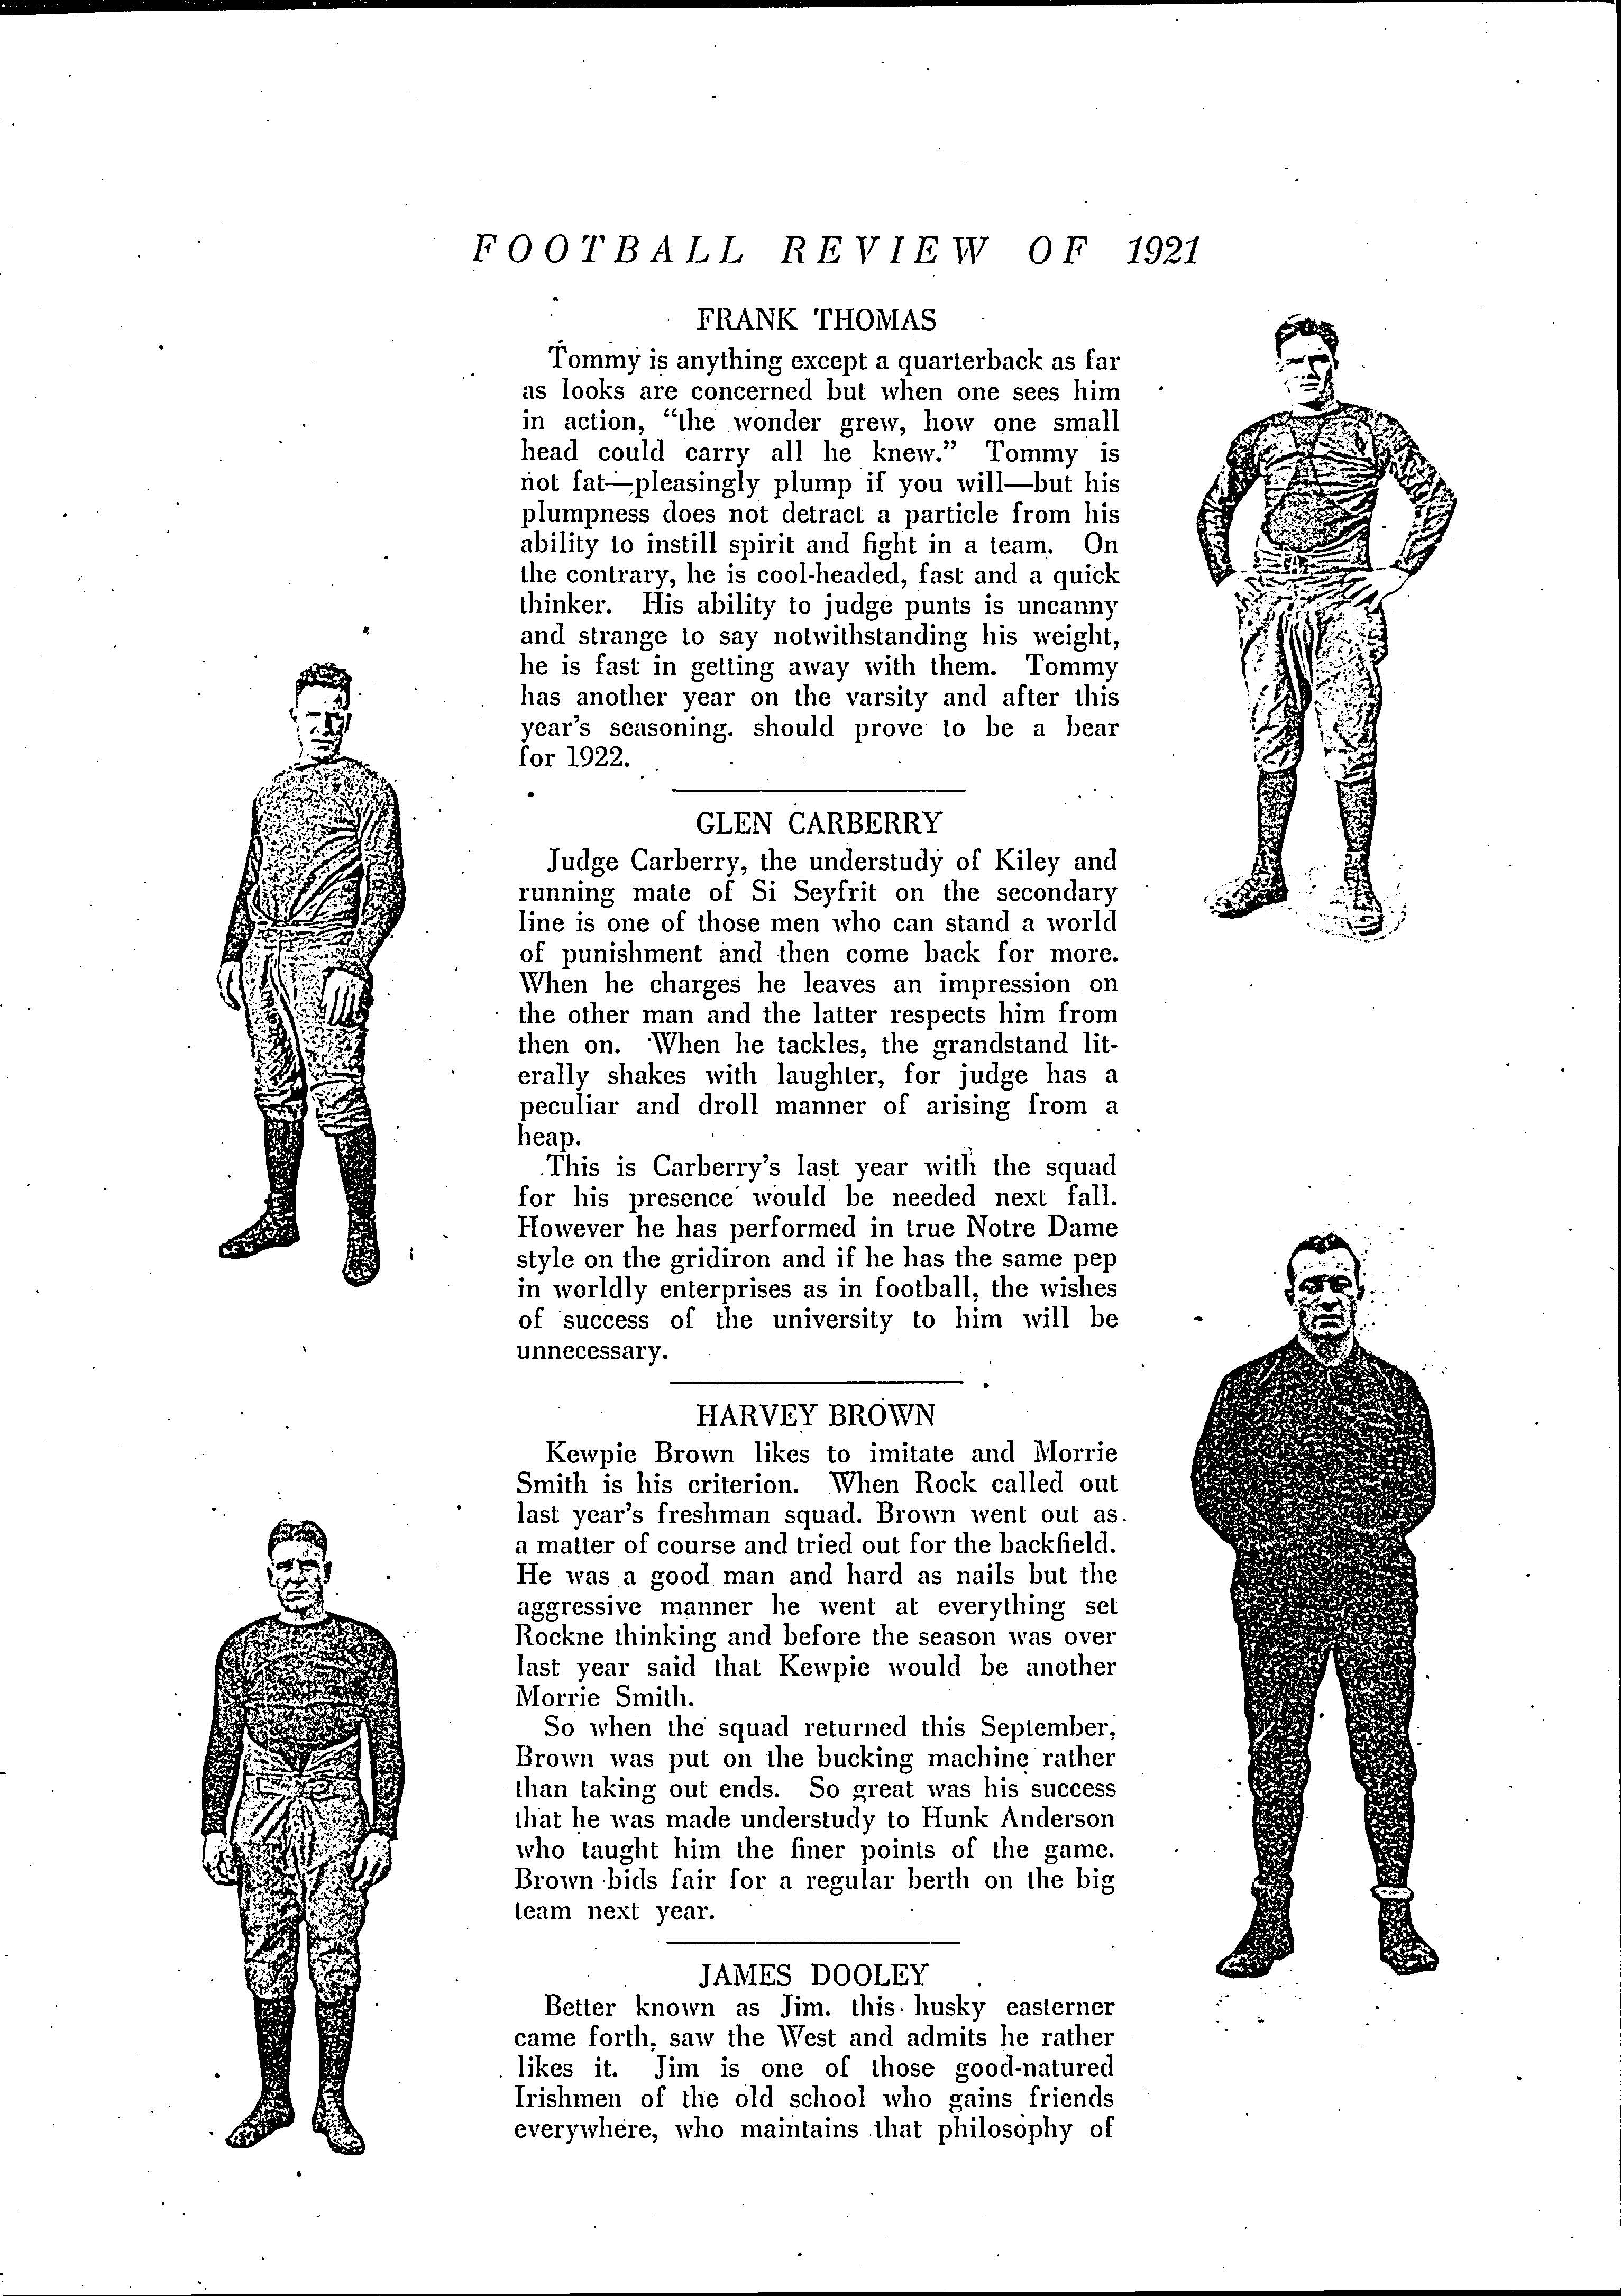 FOOTBALL REVIEW OF 1921
FRANK THOMAS
Tommy is anything except a quarterback as far
as looks are concerned but when one sees him
in action, “the wonder grew, how one small
head could carry all he knew.” Tommy is
not fat—pleasingly plump if you will—but his
plumpness does not detract a particle from his
ability to instill spirit and fight in a team. On
the contrary, he is cool-headed, fast and a quick
thinker. His ability to judge punts is uncanny
and strange to say notwithstanding his weight,
he is fast in getting away with them. Tommy
has another year on the varsity and after this
year’s seasoning. should prove to be a bear
for 1922.
GLEN CARBERRY
Judge Carberry, the understudy of Kiley and
running mate of Si Seyfrit on the secondary
line is one of those men who can stand a world
of punishment and then come back for more.
When he charges he leaves an impression on
the other man and the latter respects him from
then on. When he tackles, the grandstand lit-
erally shakes with laughter, for judge has a
peculiar and droll manner of arising from a
heap.
This is Carberry’s last year with the squad
for his presence would be needed next fall.
However he has performed in true Notre Dame
style on the gridiron and if he has the same pep
in worldly enterprises as in football, the wishes
of success of the university to him will be
unnecessary.
HARVEY BROWN
Kewpie Brown likes to imitate and Morrie
Smith is his criterion. When Rock called out
last year’s freshman squad. Brown went out as
a matter of course and tried out for the backfield.
He was a good man and hard as nails but the
aggressive manner he went at everything set
Rockne thinking and before the season was over
last year said that Kewpie would be another
Morrie Smith.
So when the squad returned this September,
Brown was put on the bucking machine rather
than taking out ends. So great was his success
that he was made understudy to Hunk Anderson
who taught him the finer points of the game.
Brown bids fair for a regular berth on the big
team next year.
JAMES DOOLEY
Better known as Jim. this husky easterner
came forth, saw the West and admits he rather
likes it. Jim is one of those good-natured
Irishmen of the old school who gains friends
everywhere, who maintains that philosophy of